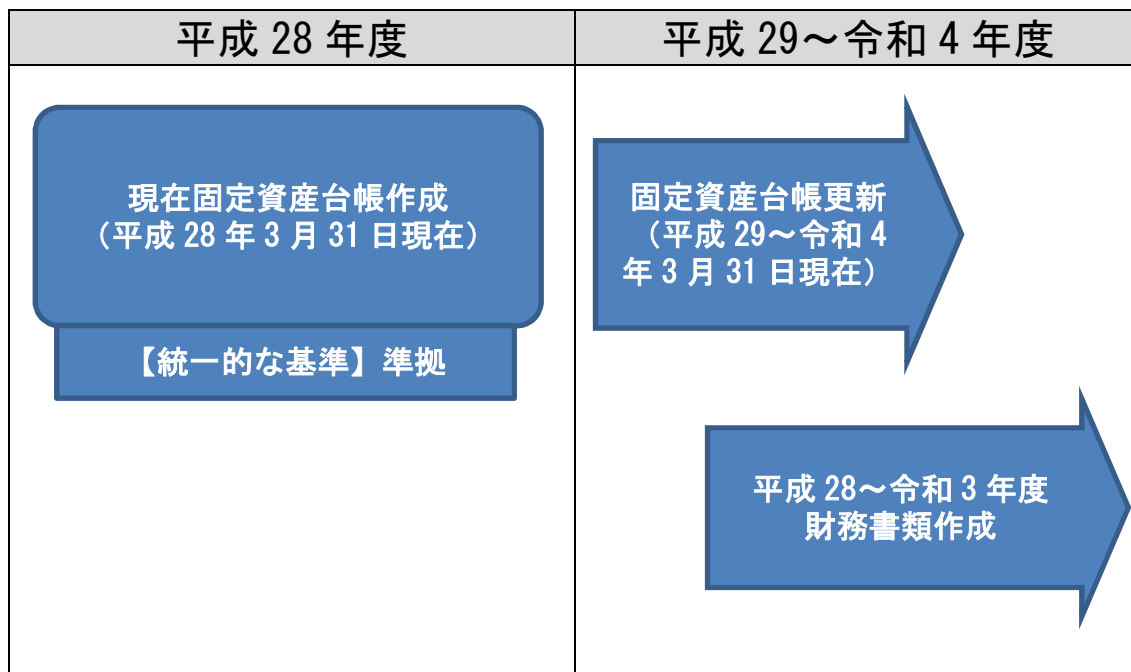 平成 28 年度
平成 29～令和 4 年度
現在固定資産台帳作成
（平成 28 年 3 月 31 日現在）
【統一的な基準】準拠
固定資産台帳更新
（平成 29～令和 4
年 3 月 31 日現在）
平成 28～令和 3 年度
財務書類作成